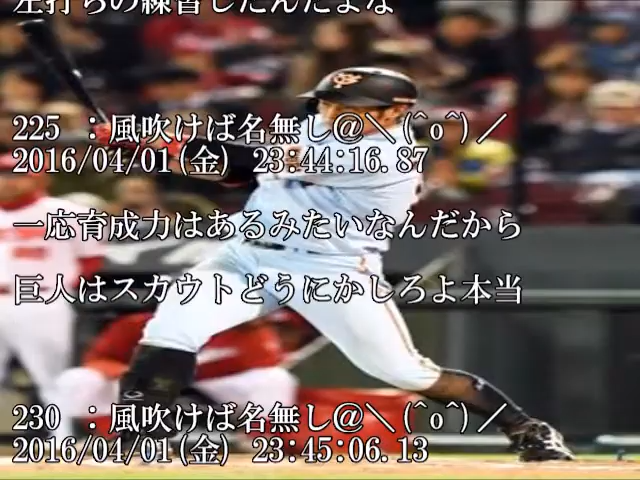 左打ちの練習したんだよな
225 ：風吹けば名無し＠＼(^o^)／
2016/04/01(金) 23:44:16.87
一応育成力はあるみたいなんだから
巨人はスカウトどうにかしろよ本当
230 ：風吹けば名無し＠＼(^o^)／
2016/04/01(金) 23:45:06.13